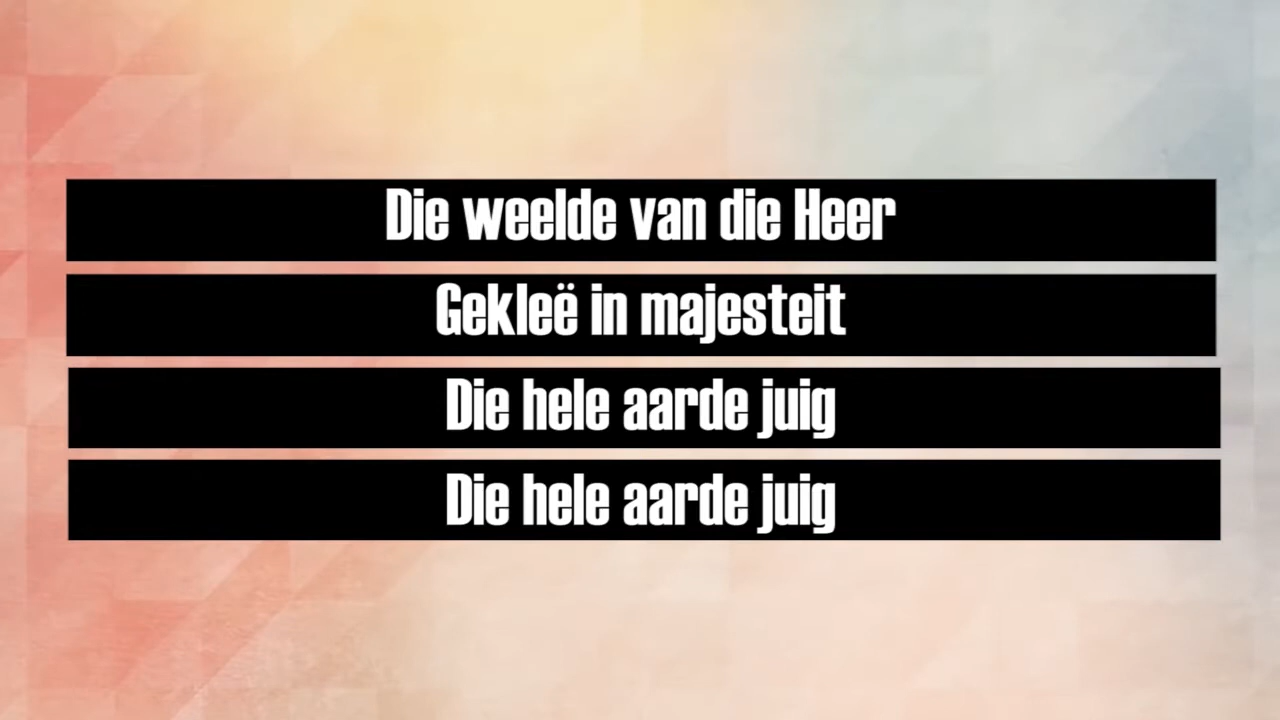 Die weelde van die Heer
Gekleë in majesteit
Die hele aarde juig
Die hele aarde juig